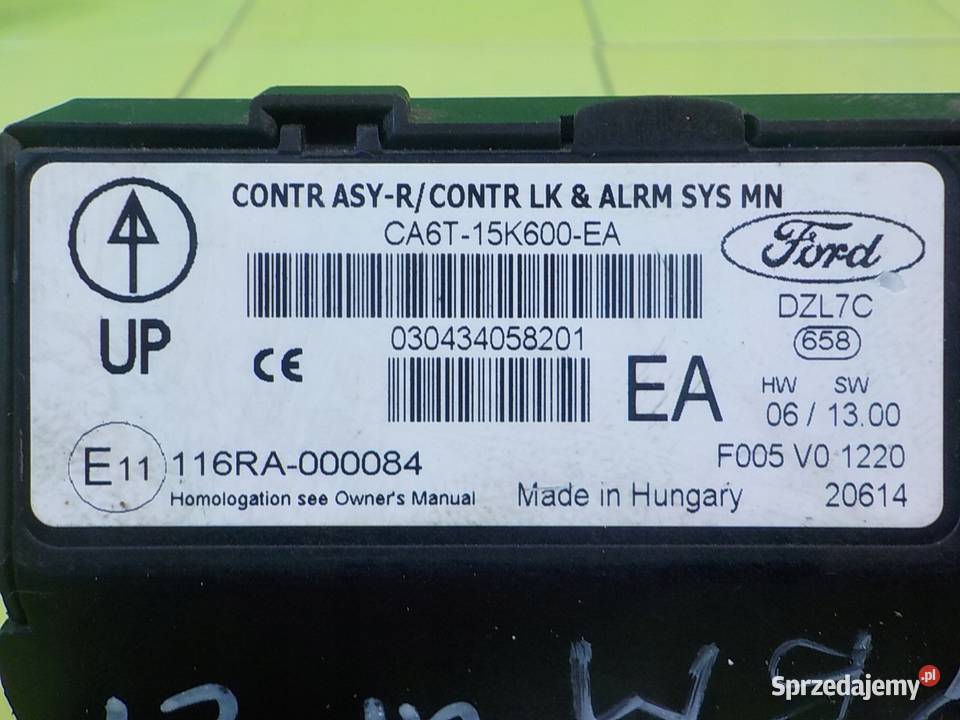 CONTR ASY-R/CONTR LK & ALRM SYS MN
CA6T-15K600-EA
Ford
UP
CE
030434058201
EA
DZL7C
658
HW SW
06 / 13.00
E11 116RA-000084
F005 V0 1220
Homologation see Owner's Manual
Made in Hungary
20614
Sprzedajemy.pl